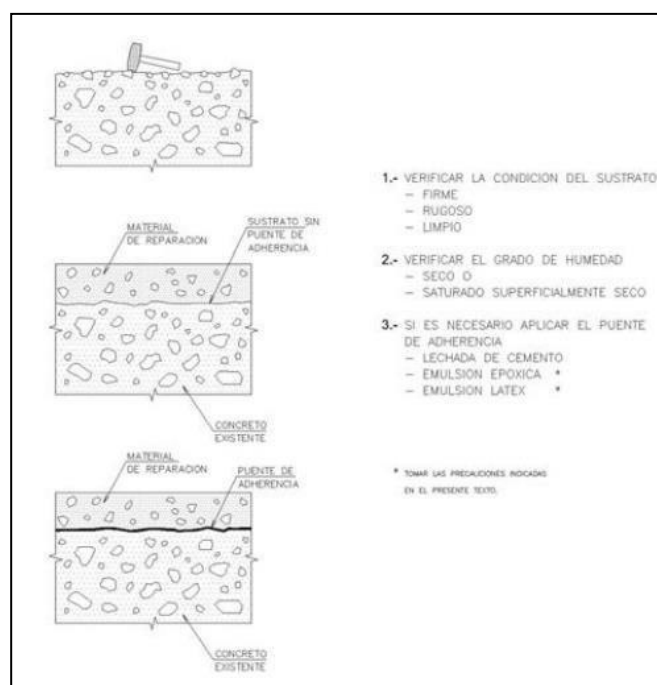 1.- VERIFICAR LA CONDICION DEL SUSTRATO
– FIRME
– RUGOSO
– LIMPIO
2.- VERIFICAR EL GRADO DE HUMEDAD
– SECO O
– SATURADO SUPERFICIALMENTE SECO
3.- SI ES NECESARIO APLICAR EL PUENTE
DE ADHERENCIA
– LECHADA DE CEMENTO
– EMULSION EPOXICA *
– EMULSION LATEX *
* TOMAR LAS PRECAUCIONES INDICADAS
EN EL PRESENTE TEXTO.
MATERIAL
DE REPARACION
SUSTRATO SIN
PUENTE DE
ADHERENCIA
CONCRETO
EXISTENTE
MATERIAL
DE REPARACION
PUENTE DE
ADHERENCIA
CONCRETO
EXISTENTE